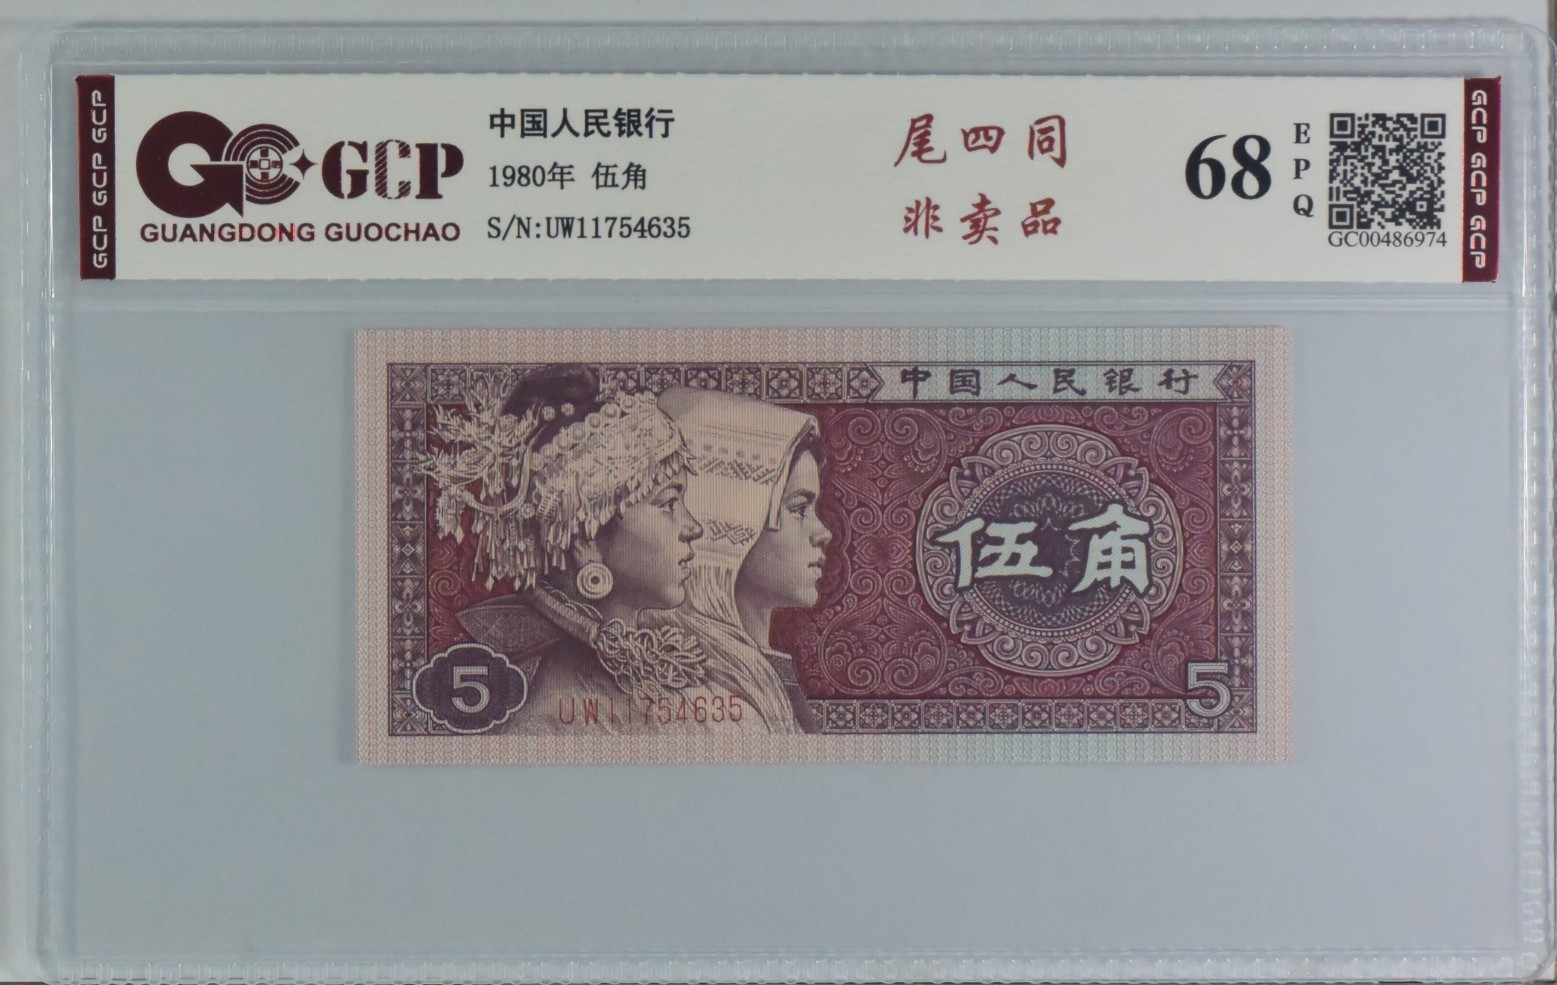 GCP GCP GCP
GCP
GUANGDONG GUOCHAO
中国人民银行
1980年 伍角
S/N:UW11754635
尾四同
非卖品
68
EPQ
GC00486974
GCP GCP GCP
中国人民银行
伍角
5
UW11754635
5